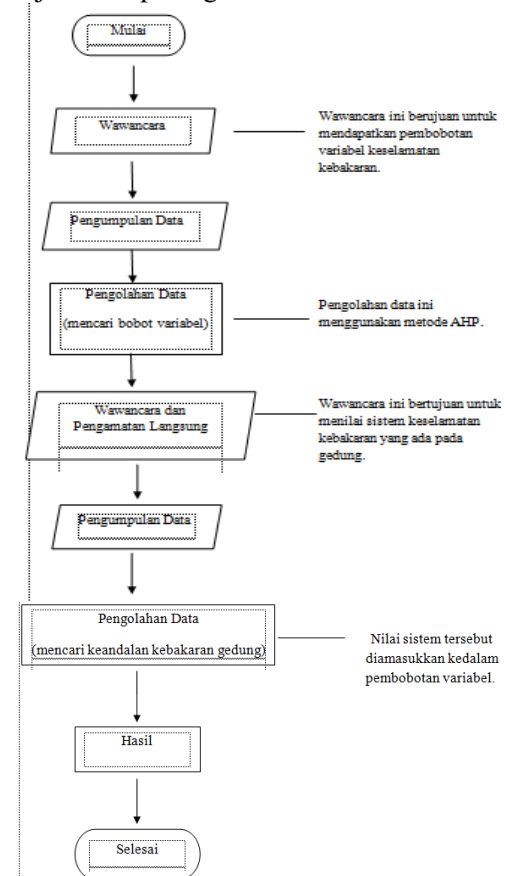 Mulai
Wawancara
Wawancara ini berujuan untuk
mendapatkan pembobotan
variabel keselamatan
kebakaran.
Pengumpulan Data
Pengolahan Data
(mencari bobot variabel)
Pengolahan data ini
menggunakan metode AHP.
Wawancara dan
Pengamatan Langsung
Wawancara ini bertujuan untuk
menilai sistem keselamatan
kebakaran yang ada pada
gedung.
Pengumpulan Data
Pengolahan Data
(mencari keandalan kebakaran gedung)
Nilai sistem tersebut
diamasukkan kedalam
pembobotan variabel.
Hasil
Selesai